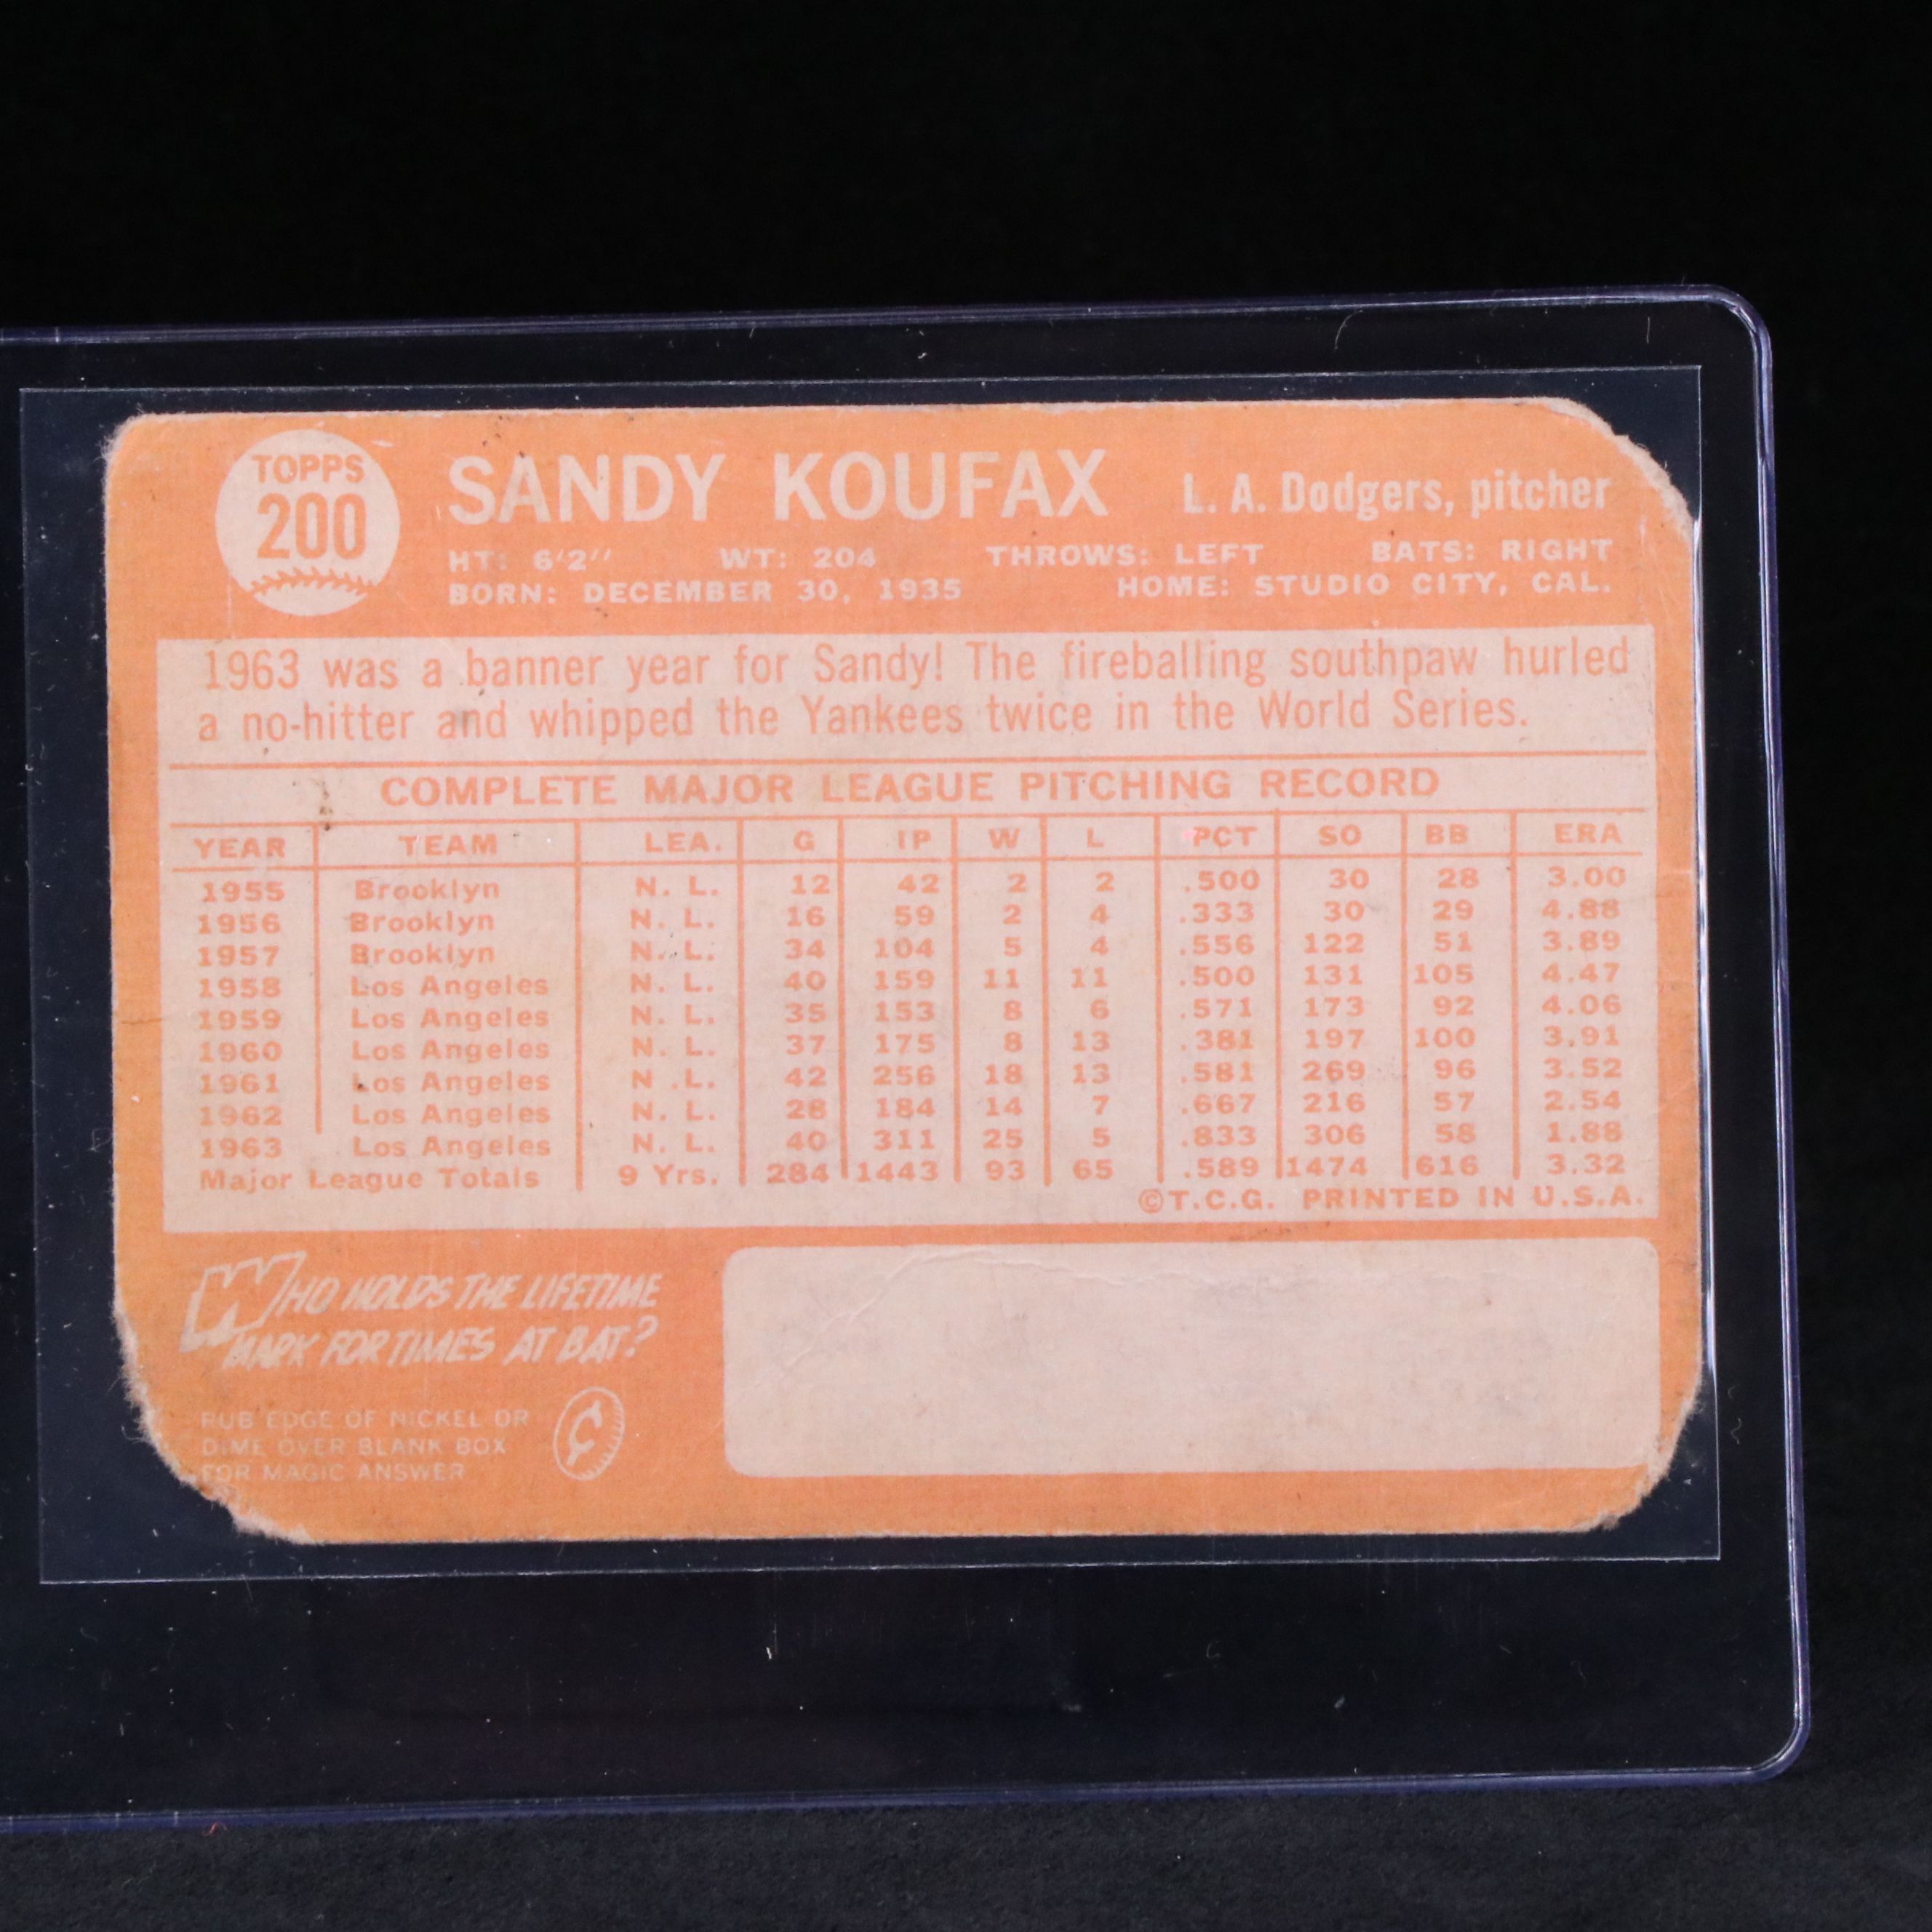 TOPPS
200
SANDY KOUFAX L. A. Dodgers, pitcher
HT: 6'2'' WT: 204 THROWS: LEFT BATS: RIGHT
BORN: DECEMBER 30, 1935 HOME: STUDIO CITY, CAL.
1963 was a banner year for Sandy! The fireballing southpaw hurled
a no-hitter and whipped the Yankees twice in the World Series.
COMPLETE MAJOR LEAGUE PITCHING RECORD
YEAR TEAM LEA. G IP W L PCT SO BB ERA
1955 Brooklyn N. L. 12 42 2 2 .500 30 28 3.00
1956 Brooklyn N. L. 16 59 2 4 .333 30 29 4.88
1957 Brooklyn N. L. 34 104 5 4 .556 122 51 3.89
1958 Los Angeles N. L. 40 159 11 11 .500 131 105 4.47
1959 Los Angeles N. L. 35 153 8 6 .571 173 92 4.06
1960 Los Angeles N. L. 37 175 8 13 .381 197 100 3.91
1961 Los Angeles N .L. 42 256 18 13 .581 269 96 3.52
1962 Los Angeles N. L. 28 184 14 7 .667 216 57 2.54
1963 Los Angeles N. L. 40 311 25 5 .833 306 58 1.88
Major League Totals 9 Yrs. 284 1443 93 65 .589 1474 616 3.32
©T.C.G. PRINTED IN U.S.A.
WHO HOLDS THE LIFETIME
MARK FOR TIMES AT BAT?
RUB EDGE OF NICKEL OR
DIME OVER BLANK BOX
FOR MAGIC ANSWER
¢